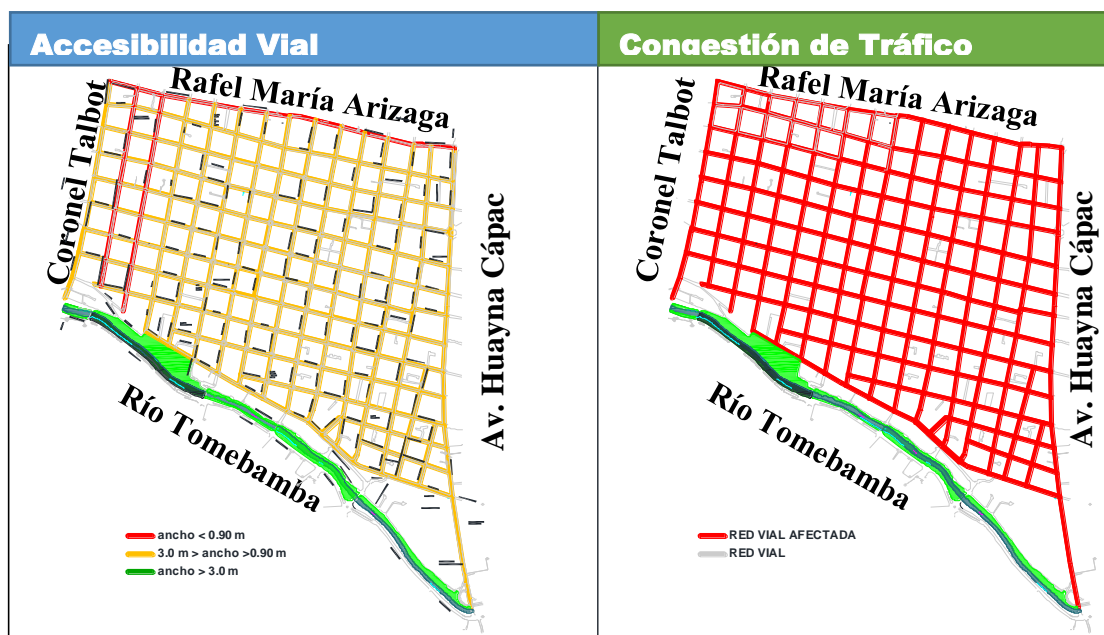 Accesibilidad Vial
Rafel María Arizaga
Coronel Talbot
Av. Huayna Cápac
Río Tomebamba
ancho < 0.90 m
3.0 m > ancho >0.90 m
ancho > 3.0 m
Congestión de Tráfico
Rafel María Arizaga
Coronel Talbot
Av. Huayna Cápac
Río Tomebamba
RED VIAL AFECTADA
RED VIAL